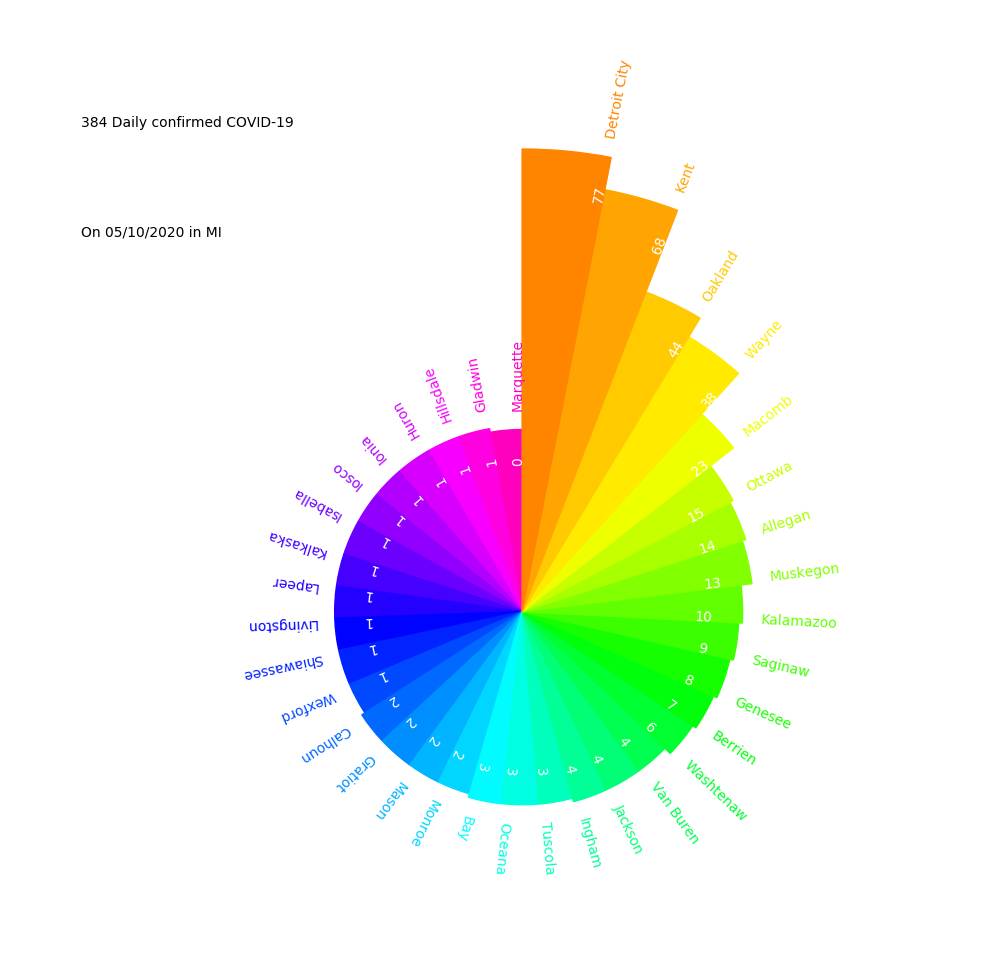 384 Daily confirmed COVID-19
On 05/10/2020 in MI
Detroit City
77
Kent
68
Oakland
44
Wayne
38
Macomb
23
Ottawa
15
Allegan
14
Muskegon
13
Kalamazoo
10
Saginaw
9
Genesee
8
Berrien
7
Washtenaw
6
Van Buren
4
Jackson
4
Ingham
4
Tuscola
3
Oceana
3
Bay
3
Monroe
2
Mason
2
Gratiot
2
Calhoun
2
Wexford
1
Shiawassee
1
Livingston
1
Lapeer
1
Kalkaska
1
Isabella
1
Iosco
1
Ionia
1
Huron
1
Hillsdale
1
Gladwin
1
Marquette
0